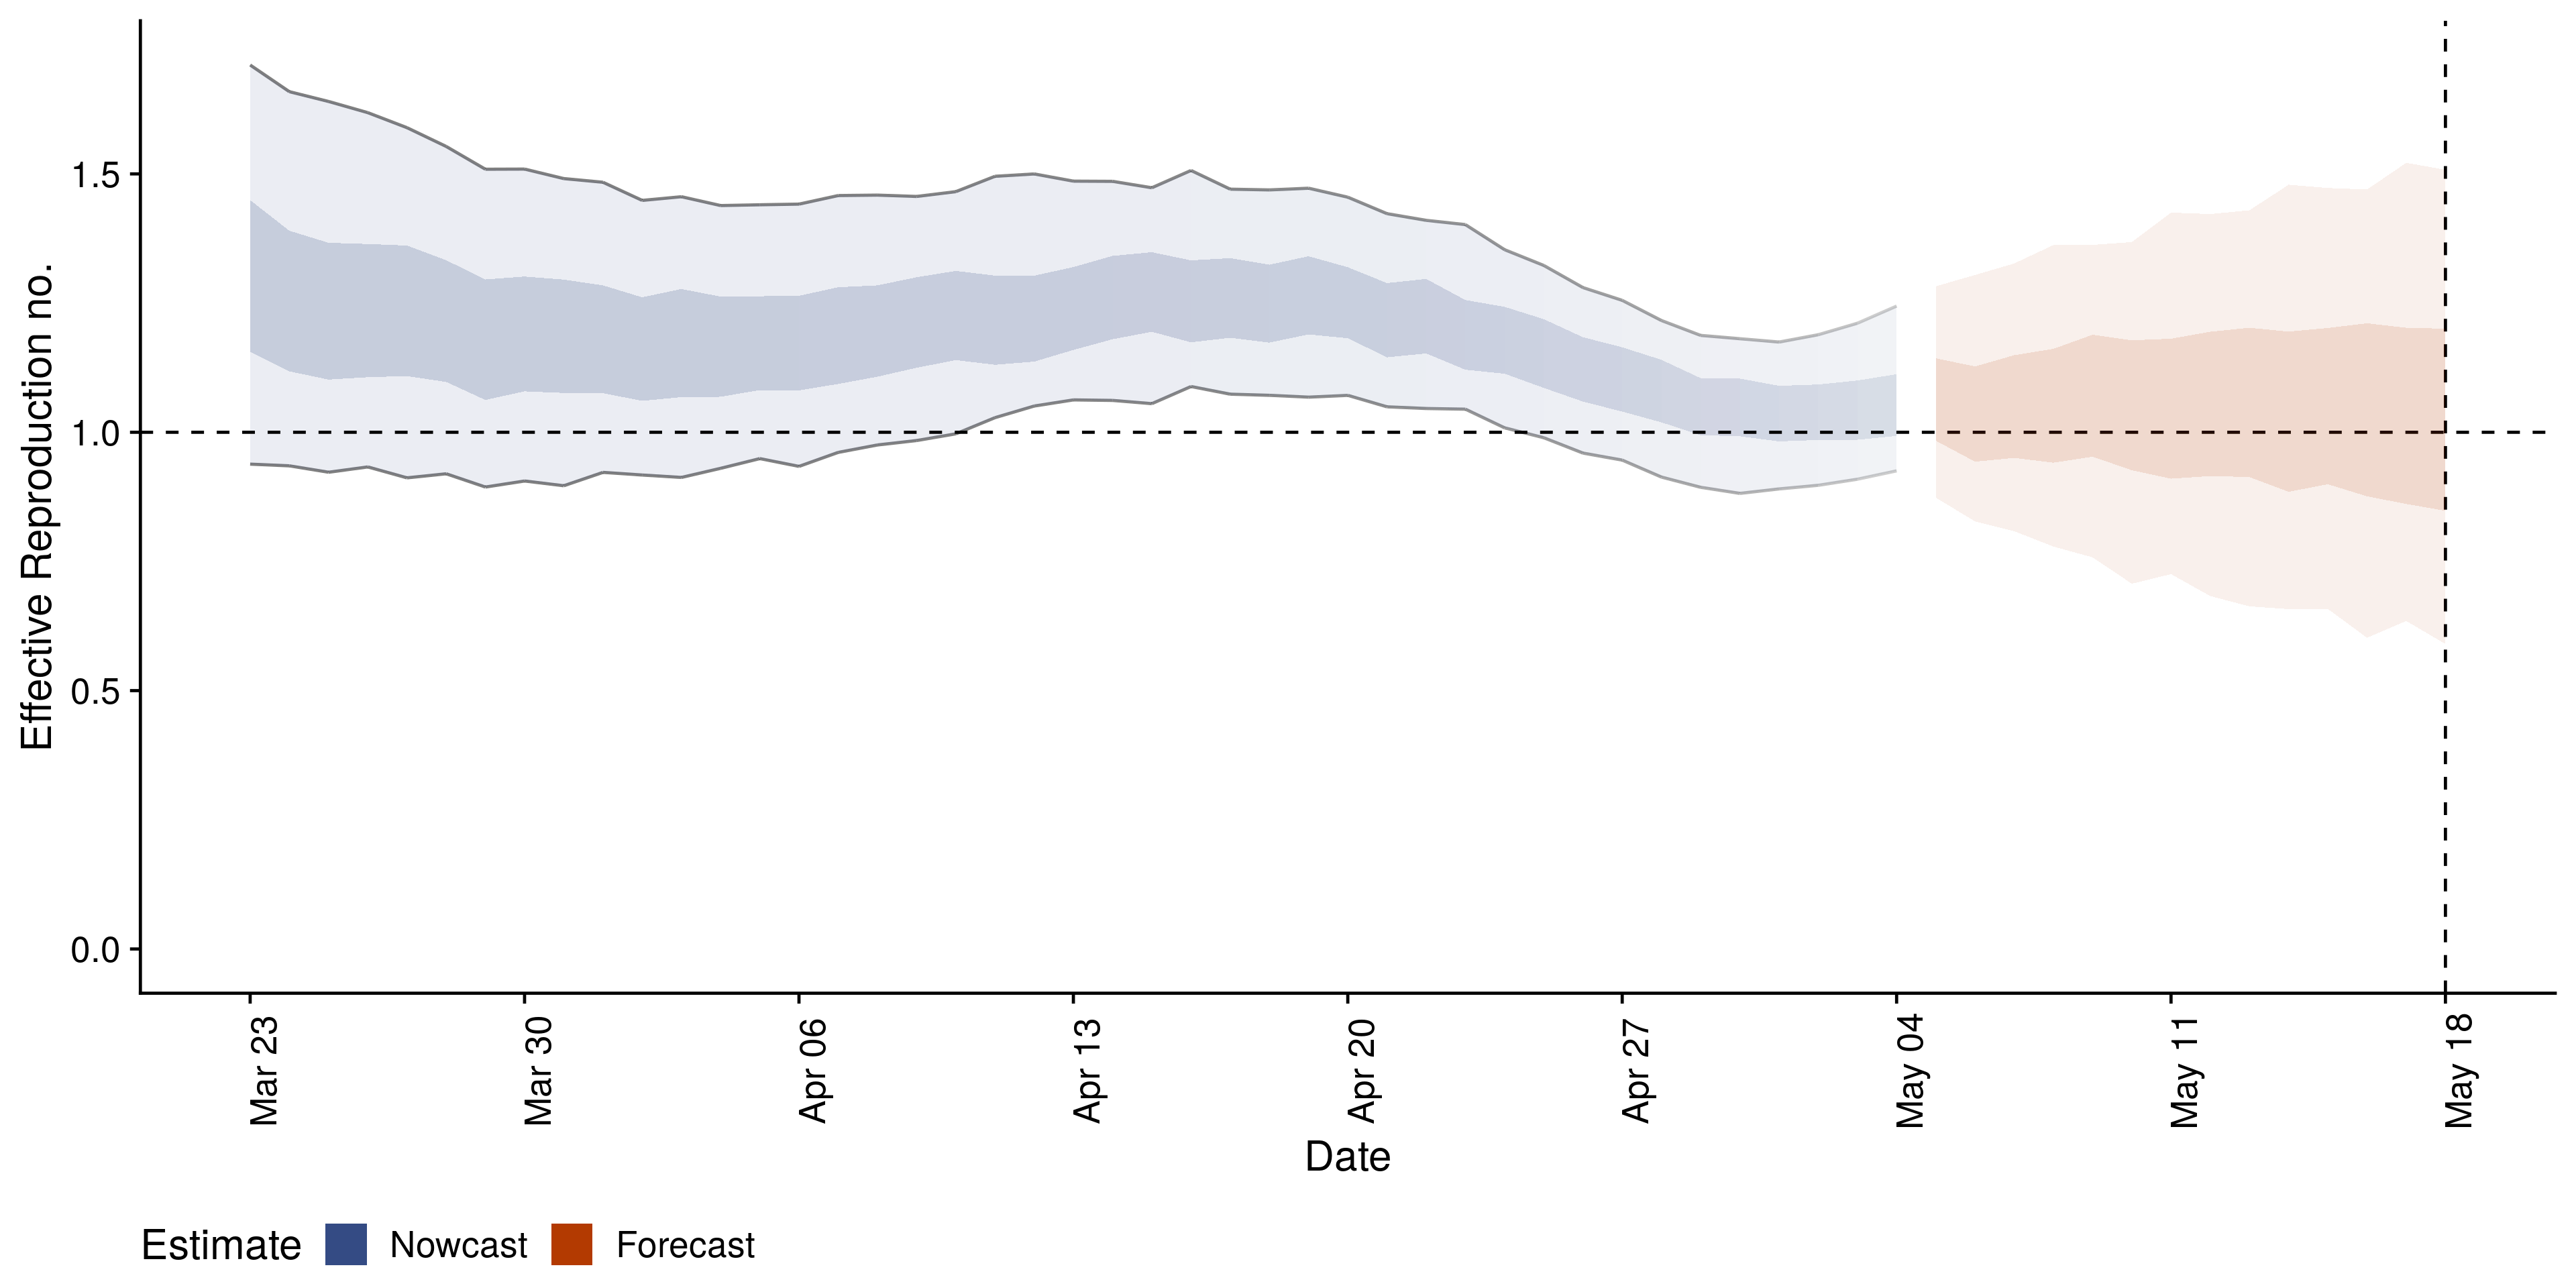 Effective Reproduction no.
1.5
1.0
0.5
0.0
Mar 23
Mar 30
Apr 06
Apr 13
Apr 20
Apr 27
May 04
May 11
May 18
Date
Estimate Nowcast Forecast